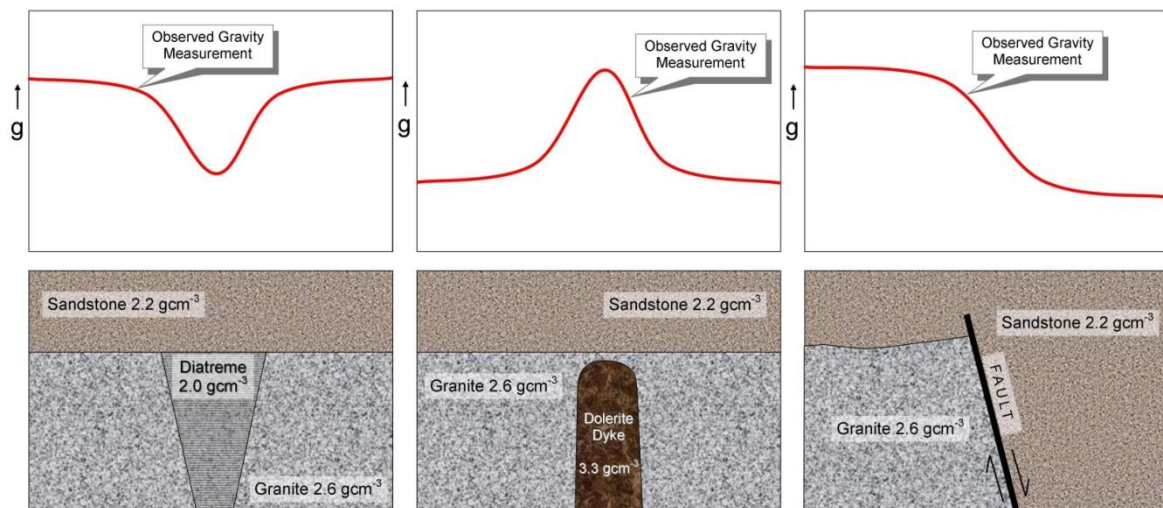 Observed Gravity
Measurement
g
Observed Gravity
Measurement
g
Observed Gravity
Measurement
g
Sandstone 2.2 gcm⁻³
Diatreme
2.0 gcm⁻³
Granite 2.6 gcm⁻³
Sandstone 2.2 gcm⁻³
Granite 2.6 gcm⁻³
Dolerite
Dyke
3.3 gcm⁻³
Sandstone 2.2 gcm⁻³
FAULT
Granite 2.6 gcm⁻³